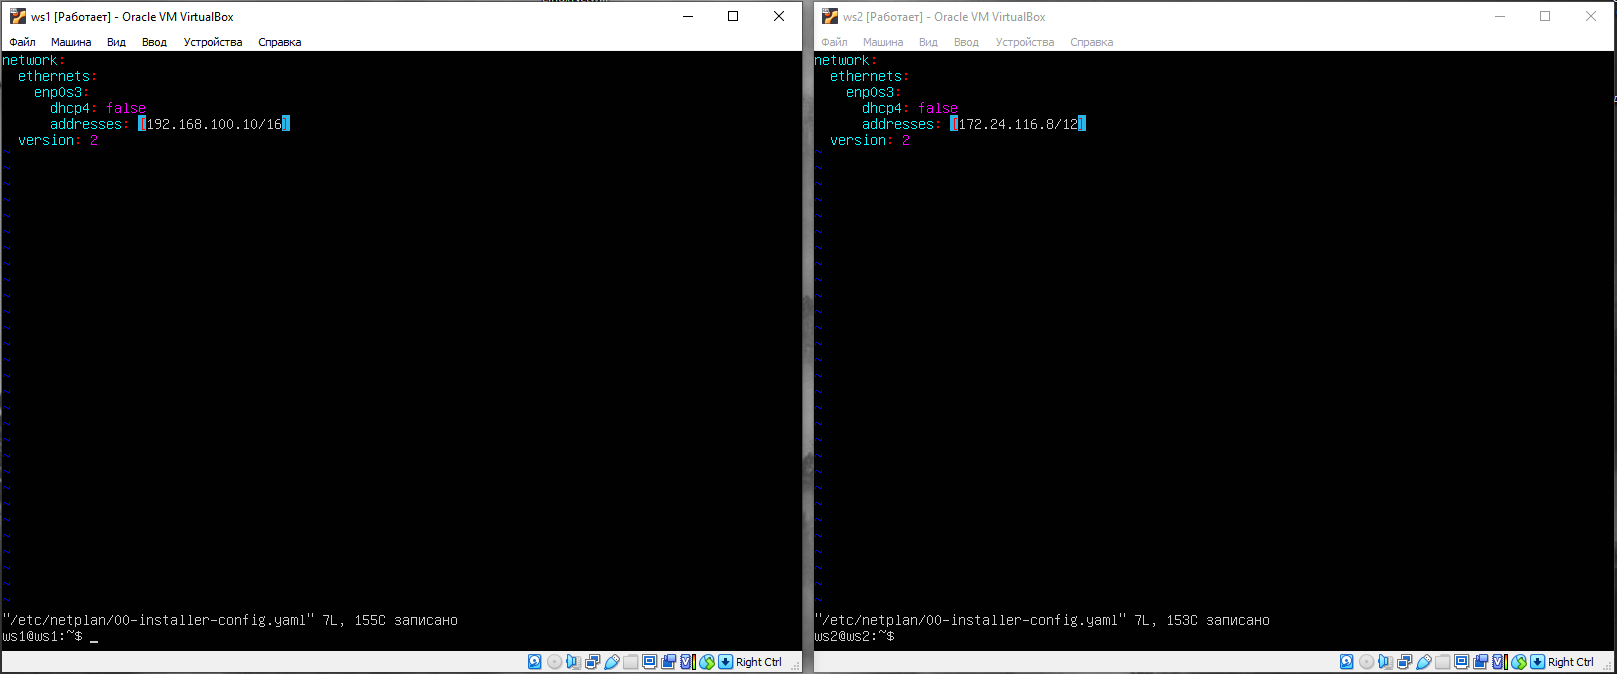 ws1 [Работает] - Oracle VM VirtualBox
Файл Машина Вид Ввод Устройства Справка
network:
ethernets:
enp0s3:
dhcp4: false
addresses: [192.168.100.10/16]
version: 2
~
"/etc/netplan/00-installer-config.yaml" 7L, 155C записано
ws1@ws1:~$ _
Right Ctrl
ws2 [Работает] - Oracle VM VirtualBox
Файл Машина Вид Ввод Устройства Справка
network:
ethernets:
enp0s3:
dhcp4: false
addresses: [172.24.116.8/12]
version: 2
~
"/etc/netplan/00-installer-config.yaml" 7L, 153C записано
ws2@ws2:~$
Right Ctrl